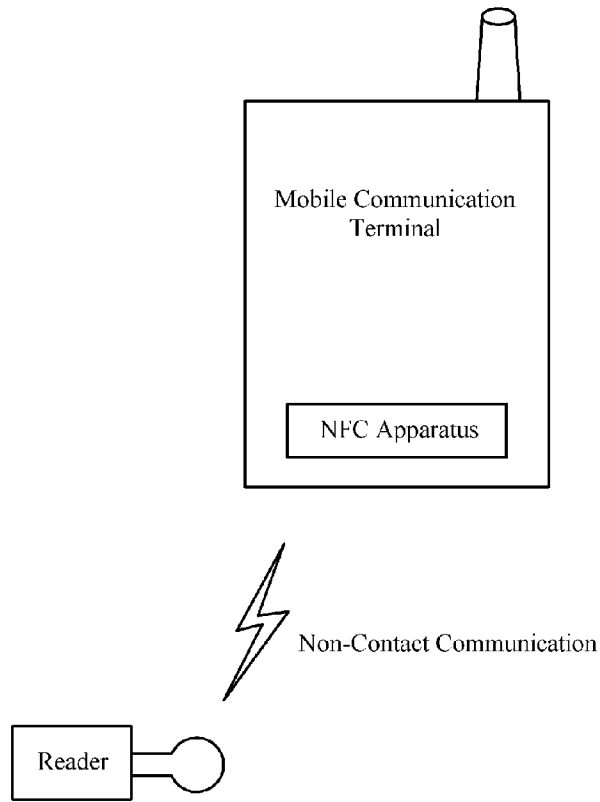 Mobile Communication
Terminal
NFC Apparatus
Non-Contact Communication
Reader